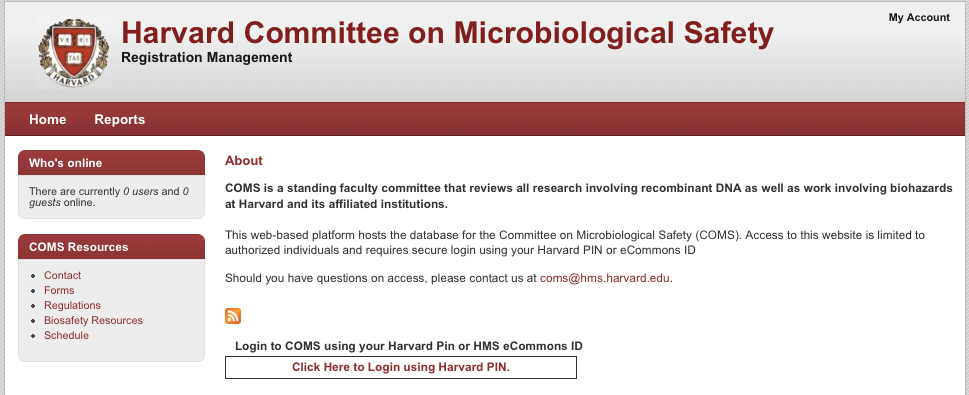 My Account
Harvard Committee on Microbiological Safety
Registration Management
HARVARD
Home Reports
Who's online
There are currently 0 users and 0
guests online.
COMS Resources
Contact
Forms
Regulations
Biosafety Resources
Schedule
About
COMS is a standing faculty committee that reviews all research involving recombinant DNA as well as work involving biohazards
at Harvard and its affiliated institutions.
This web-based platform hosts the database for the Committee on Microbiological Safety (COMS). Access to this website is limited to
authorized individuals and requires secure login using your Harvard PIN or eCommons ID
Should you have questions on access, please contact us at coms@hms.harvard.edu.
Login to COMS using your Harvard Pin or HMS eCommons ID
Click Here to Login using Harvard PIN.